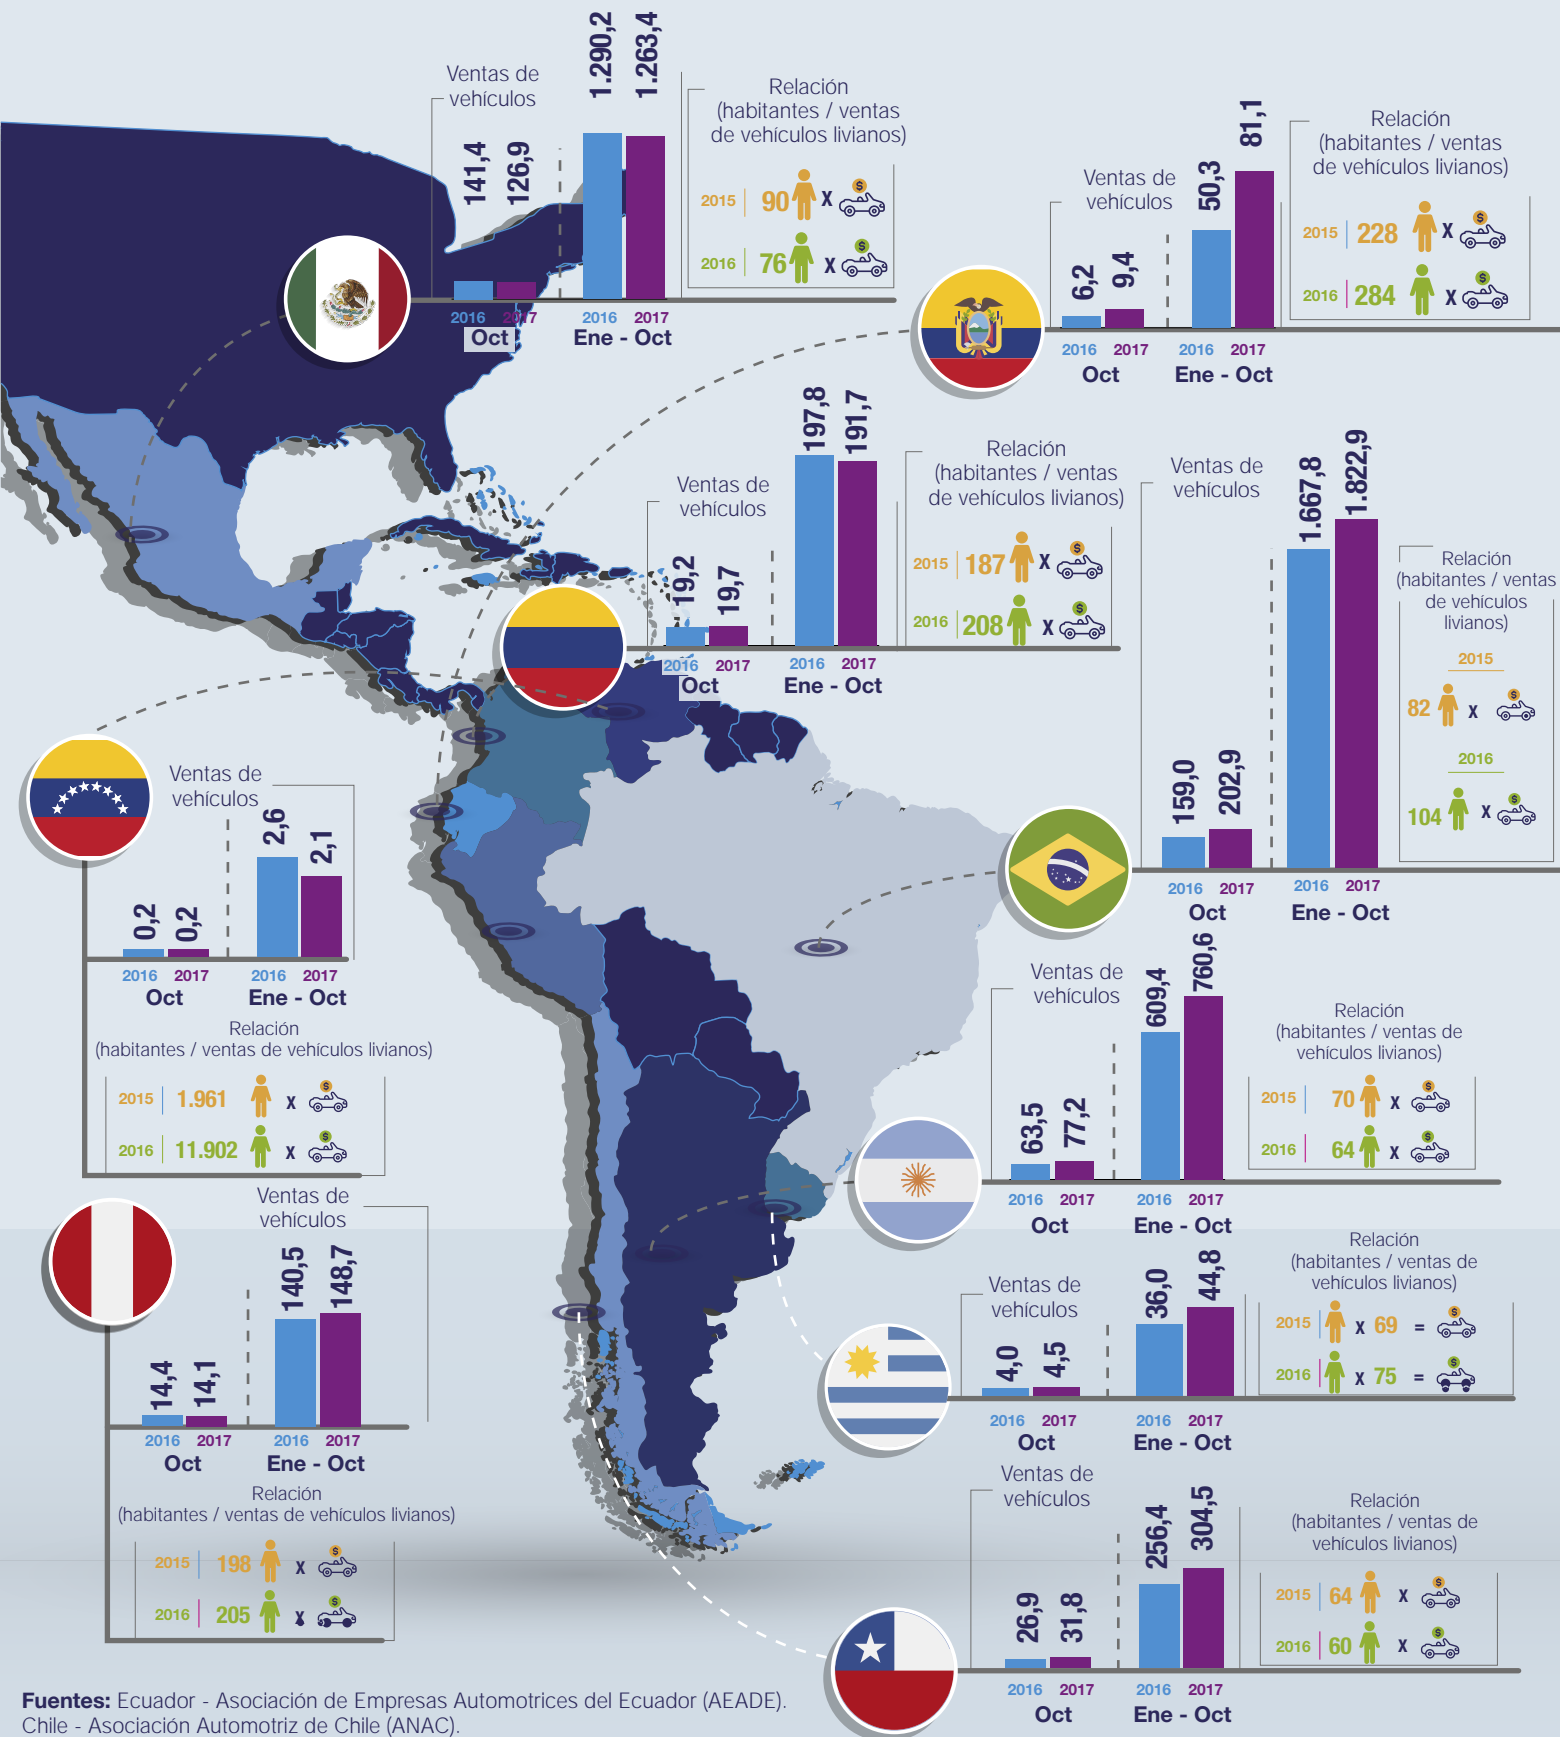 Ventas de
vehículos
141,4
126,9
1.290,2
1.263,4
2016
2017
Oct
2016
2017
Ene - Oct
Relación
(habitantes / ventas
de vehículos livianos)
2015
90
X
$
2016
76
X
$
Ventas de
vehículos
6,2
9,4
50,3
81,1
2016
2017
Oct
2016
2017
Ene - Oct
Relación
(habitantes / ventas
de vehículos livianos)
2015
228
X
$
2016
284
X
$
Ventas de
vehículos
19,2
19,7
197,8
191,7
2016
2017
Oct
2016
2017
Ene - Oct
Relación
(habitantes / ventas
de vehículos livianos)
2015
187
X
$
2016
208
X
$
Ventas de
vehículos
159,0
202,9
1.667,8
1.822,9
2016
2017
Oct
2016
2017
Ene - Oct
Relación
(habitantes / ventas
de vehículos
livianos)
2015
82
X
$
2016
104
X
$
Ventas de
vehículos
0,2
0,2
2,6
2,1
2016
2017
Oct
2016
2017
Ene - Oct
Relación
(habitantes / ventas de vehículos livianos)
2015
1.961
X
$
2016
11.902
X
$
Ventas de
vehículos
63,5
77,2
609,4
760,6
2016
2017
Oct
2016
2017
Ene - Oct
Relación
(habitantes / ventas de
vehículos livianos)
2015
70
X
$
2016
64
X
$
Ventas de
vehículos
14,4
14,1
140,5
148,7
2016
2017
Oct
2016
2017
Ene - Oct
Relación
(habitantes / ventas de vehículos livianos)
2015
198
X
$
2016
205
X
$
Ventas de
vehículos
4,0
4,5
36,0
44,8
2016
2017
Oct
2016
2017
Ene - Oct
Relación
(habitantes / ventas de
vehículos livianos)
2015
X 69 =
$
2016
X 75 =
$
Ventas de
vehículos
26,9
31,8
256,4
304,5
2016
2017
Oct
2016
2017
Ene - Oct
Relación
(habitantes / ventas de
vehículos livianos)
2015
64
X
$
2016
60
X
$
Fuentes: Ecuador - Asociación de Empresas Automotrices del Ecuador (AEADE).
Chile - Asociación Automotriz de Chile (ANAC).